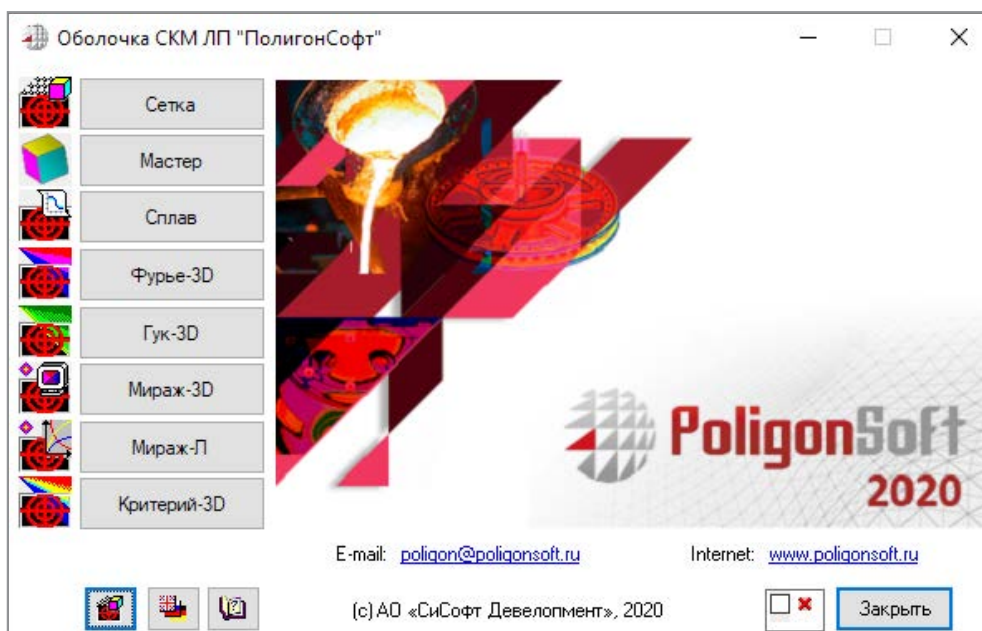 Оболочка СКМ ЛП "ПолигонСофт"
Сетка
Мастер
Сплав
Фурье-3D
Гук-3D
Мираж-3D
Мираж-П
Критерий-3D
PoligonSoft
2020
E-mail: poligon@poligonsoft.ru Internet: www.poligonsoft.ru
(c) АО «СиСофт Девелопмент», 2020 Закрыть